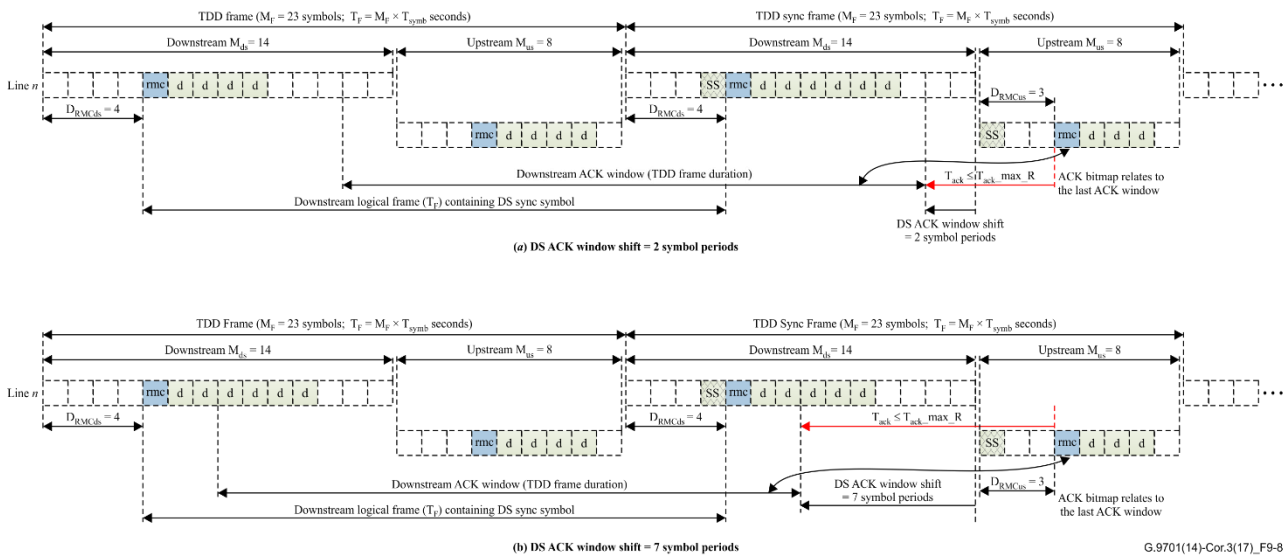 TDD frame (M_F = 23 symbols; T_F = M_F × T_symb seconds)
TDD sync frame (M_F = 23 symbols; T_F = M_F × T_symb seconds)
Downstream M_ds = 14
Upstream M_us = 8
Downstream M_ds = 14
Upstream M_us = 8
Line n
rmc d d d d
SS rmc d d d d d d
...
D_RMCds = 4
D_RMCds = 4
D_RMCus = 3
rmc d d d d
SS rmc d d d
Downstream ACK window (TDD frame duration)
T_ack ≤ T_ack_max_R
ACK bitmap relates to
the last ACK window
Downstream logical frame (T_F) containing DS sync symbol
DS ACK window shift
= 2 symbol periods
(a) DS ACK window shift = 2 symbol periods
TDD Frame (M_F = 23 symbols; T_F = M_F × T_symb seconds)
TDD Sync Frame (M_F = 23 symbols; T_F = M_F × T_symb seconds)
Downstream M_ds = 14
Upstream M_us = 8
Downstream M_ds = 14
Upstream M_us = 8
Line n
rmc d d d d d d
SS rmc d d d d d
...
D_RMCds = 4
D_RMCds = 4
T_ack ≤ T_ack_max_R
rmc d d d d
SS rmc d d d
Downstream ACK window (TDD frame duration)
DS ACK window shift
= 7 symbol periods
D_RMCus = 3
ACK bitmap relates to
the last ACK window
Downstream logical frame (T_F) containing DS sync symbol
(b) DS ACK window shift = 7 symbol periods
G.9701(14)-Cor.3(17)_F9-8